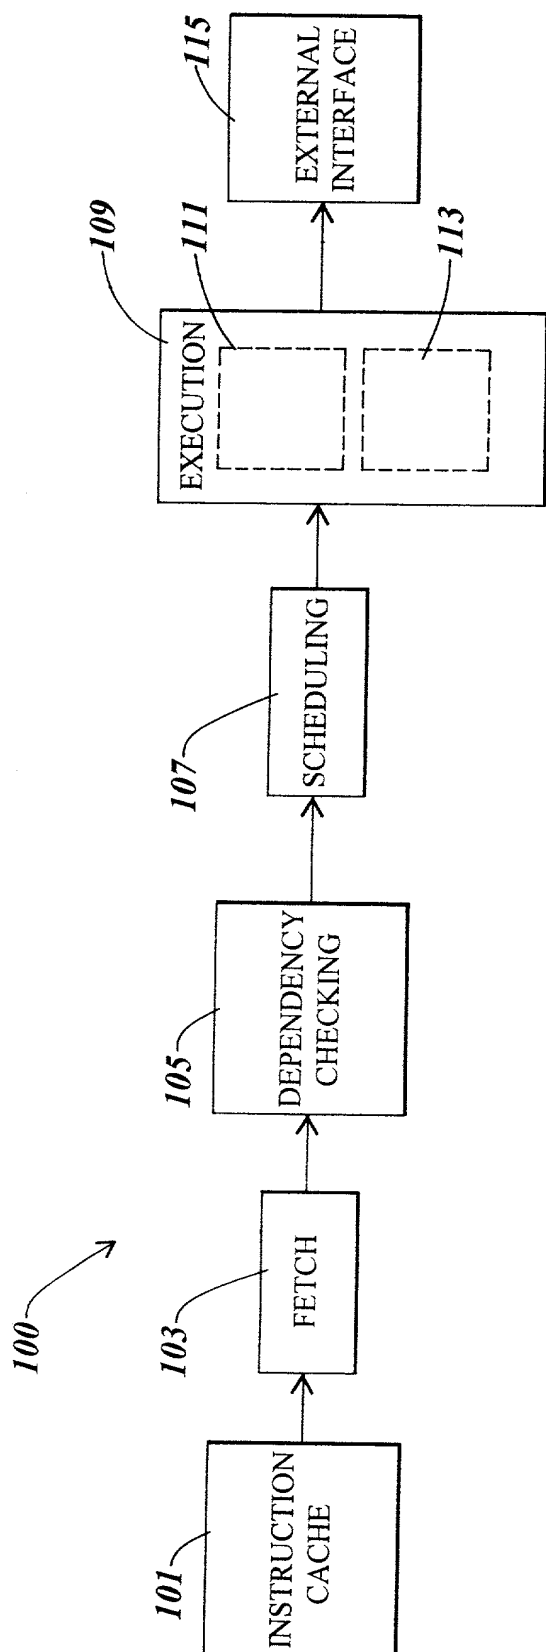 100
101
INSTRUCTION
CACHE
103
FETCH
105
DEPENDENCY
CHECKING
107
SCHEDULING
109
EXECUTION
111
113
115
EXTERNAL
INTERFACE